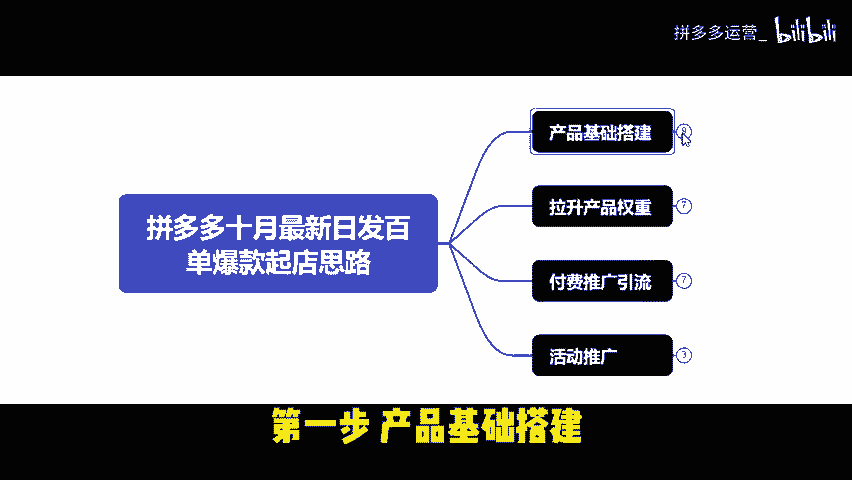 拼多多运营_ bilibili
产品基础搭建
拼多多十月最新日发百
单爆款起店思路
拉升产品权重 7
付费推广引流 7
活动推广 3
第一步 产品基础搭建